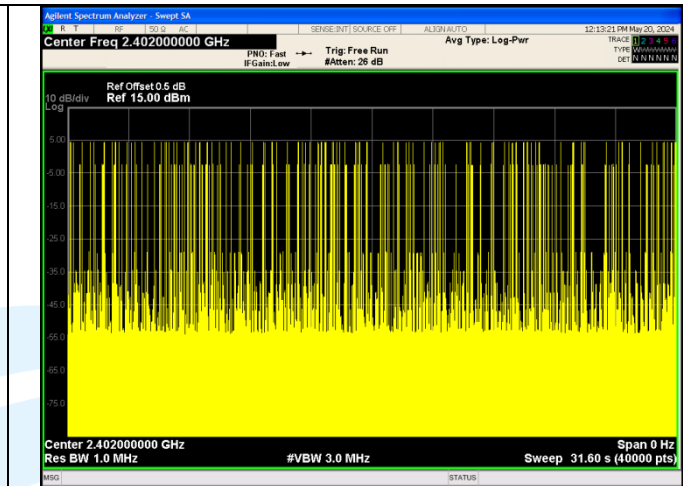 Agilent Spectrum Analyzer - Swept SA
R T RF 50 Ω AC SENSE:INT SOURCE OFF ALIGN AUTO 12:13:21 PM May 20, 2024
Center Freq 2.402000000 GHz Avg Type: Log-Pwr TRACE 1 2 3 4 5 6
PNO: Fast Trig: Free Run TYPE
IFGain:Low #Atten: 26 dB DET N N N N N N
Ref Offset 0.5 dB
10 dB/div Ref 15.00 dBm
Log
5.00
-5.00
-15.0
-25.0
-35.0
-45.0
-55.0
-65.0
-75.0
Center 2.402000000 GHz Span 0 Hz
Res BW 1.0 MHz #VBW 3.0 MHz Sweep 31.60 s (40000 pts)
MSG STATUS